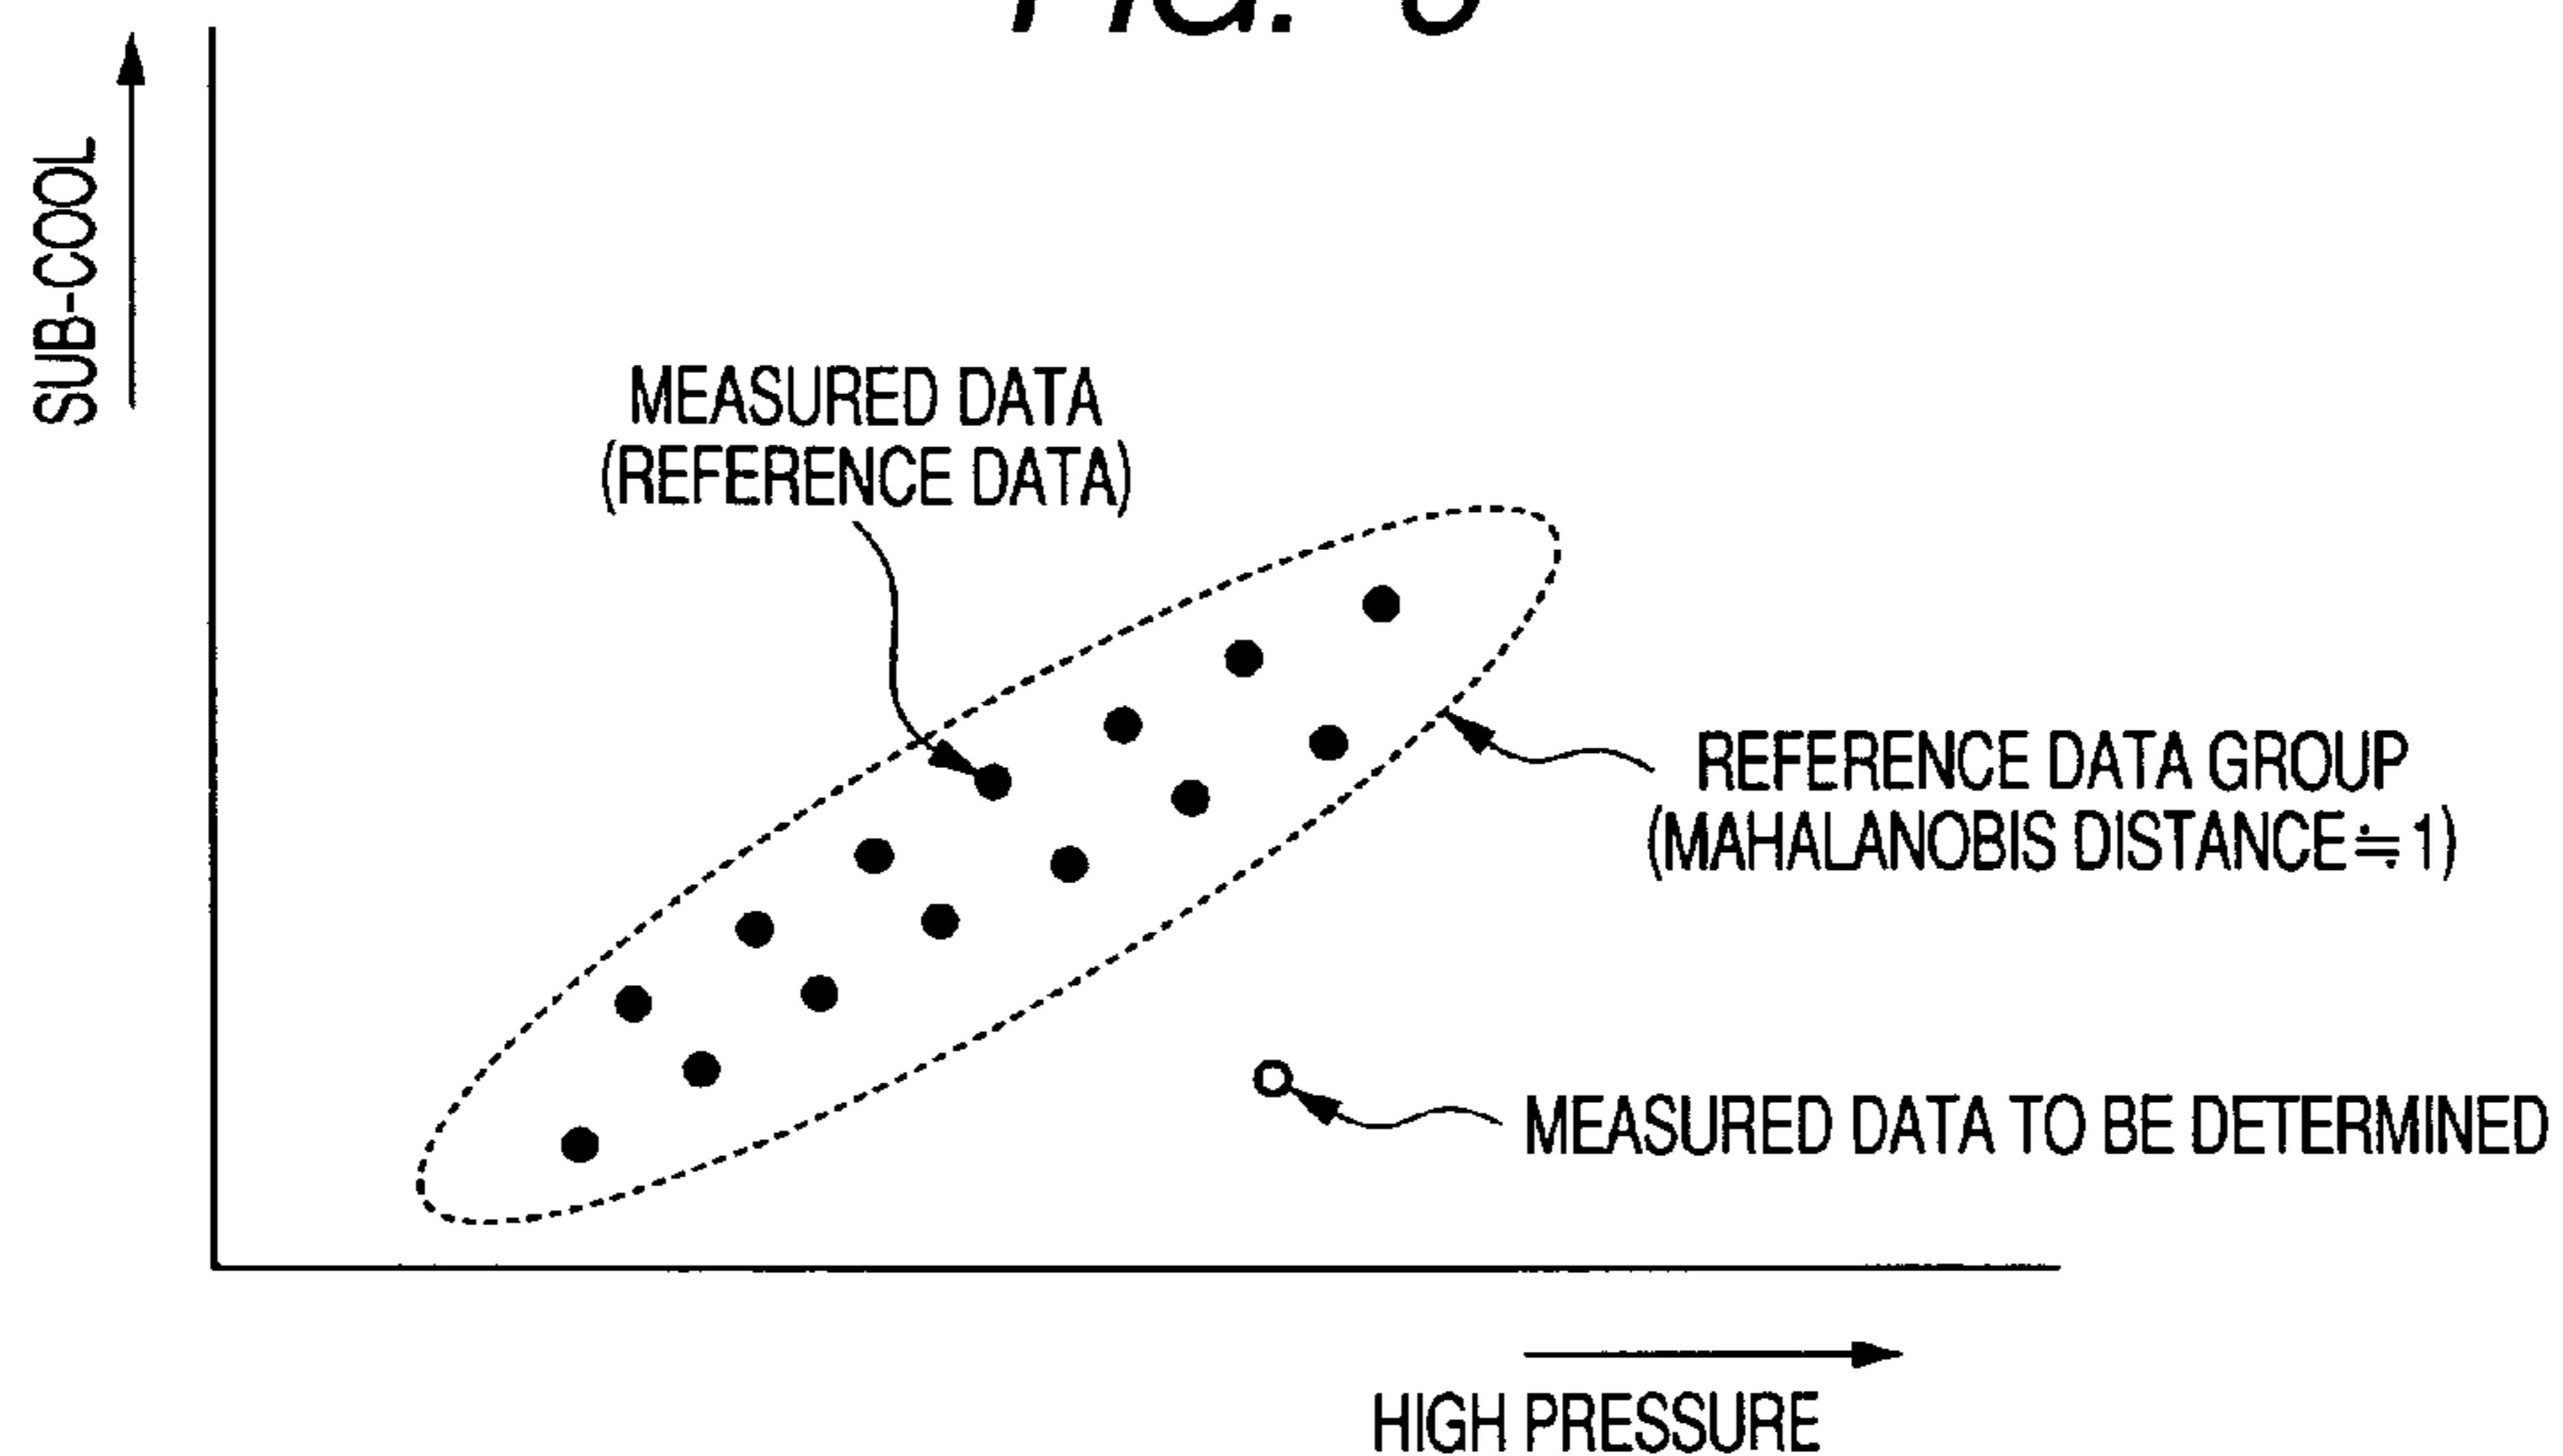 FIG.
SUB-COOL
MEASURED DATA
(REFERENCE DATA)
REFERENCE DATA GROUP
(MAHALANOBIS DISTANCE≒1)
MEASURED DATA TO BE DETERMINED
HIGH PRESSURE